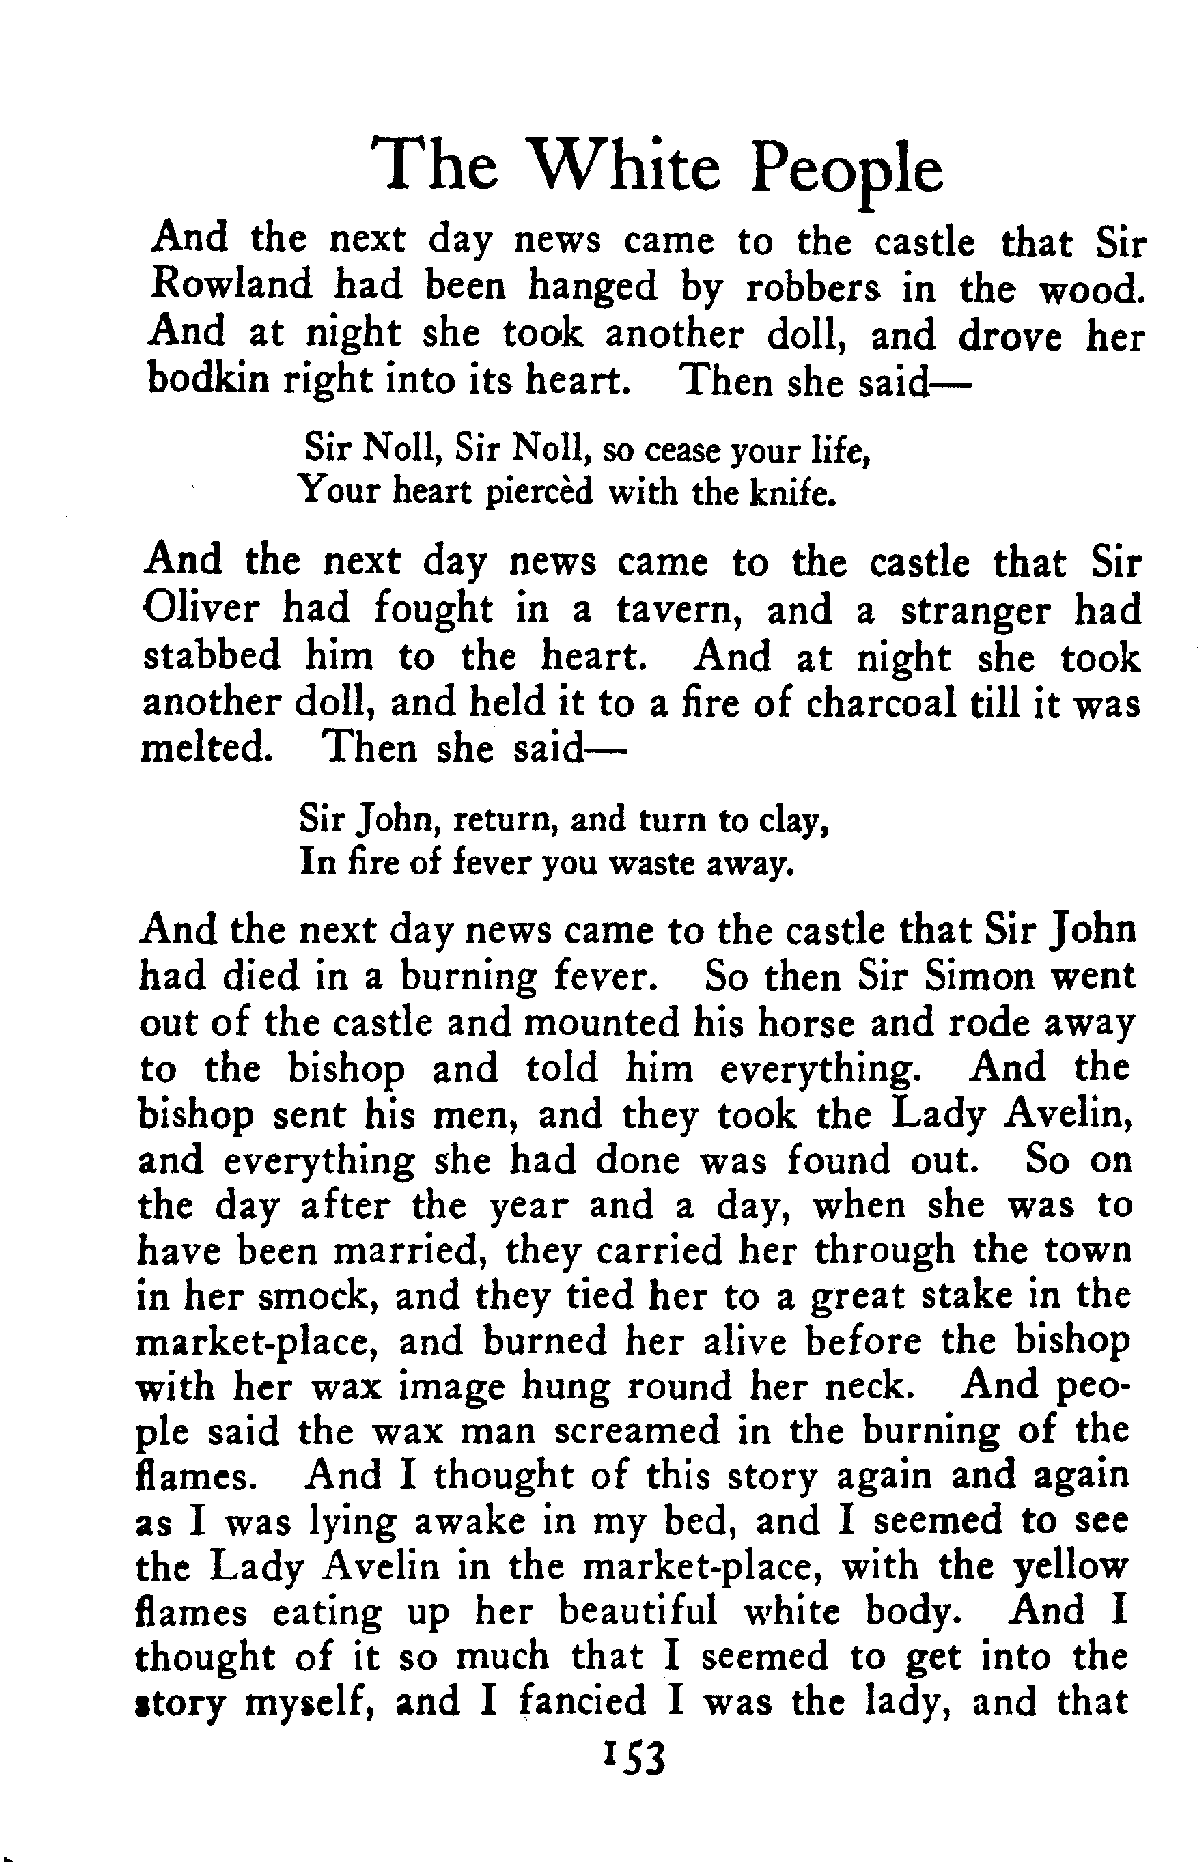 The White People
And the next day news came to the castle that Sir
Rowland had been hanged by robbers in the wood.
And at night she took another doll, and drove her
bodkin right into its heart. Then she said—
Sir Noll, Sir Noll, so cease your life,
Your heart piercèd with the knife.
And the next day news came to the castle that Sir
Oliver had fought in a tavern, and a stranger had
stabbed him to the heart. And at night she took
another doll, and held it to a fire of charcoal till it was
melted. Then she said—
Sir John, return, and turn to clay,
In fire of fever you waste away.
And the next day news came to the castle that Sir John
had died in a burning fever. So then Sir Simon went
out of the castle and mounted his horse and rode away
to the bishop and told him everything. And the
bishop sent his men, and they took the Lady Avelin,
and everything she had done was found out. So on
the day after the year and a day, when she was to
have been married, they carried her through the town
in her smock, and they tied her to a great stake in the
market-place, and burned her alive before the bishop
with her wax image hung round her neck. And peo-
ple said the wax man screamed in the burning of the
flames. And I thought of this story again and again
as I was lying awake in my bed, and I seemed to see
the Lady Avelin in the market-place, with the yellow
flames eating up her beautiful white body. And I
thought of it so much that I seemed to get into the
story myself, and I fancied I was the lady, and that
153